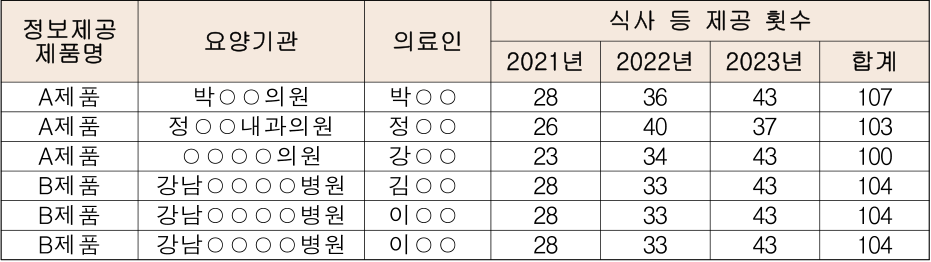 정보제공 제품명 요양기관 의료인 식사 등 제공 횟수
2021년 2022년 2023년 합계
A제품 박○○의원 박○○ 28 36 43 107
A제품 정○○내과의원 정○○ 26 40 37 103
A제품 ○○○○의원 강○○ 23 34 43 100
B제품 강남○○○○병원 김○○ 28 33 43 104
B제품 강남○○○○병원 이○○ 28 33 43 104
B제품 강남○○○○병원 이○○ 28 33 43 104